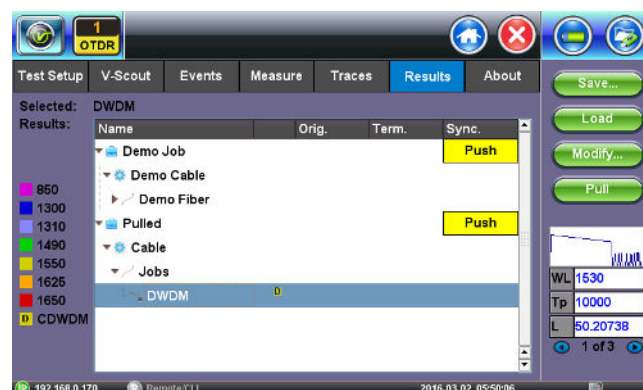 1
OTDR
Test Setup V-Scout Events Measure Traces Results About
Selected: DWDM
Results:
Name Orig. Term. Sync.
Demo Job Push
Demo Cable
Demo Fiber
Pulled Push
Cable
Jobs
DWDM D
850
1300
1310
1490
1550
1625
1650
D CDWDM
Save...
Load
Modify...
Pull
WL 1530
Tp 10000
L 50.20738
1 of 3
IP 192.168.0.170 R Remote/CLI 2016.03.02 05:50:06